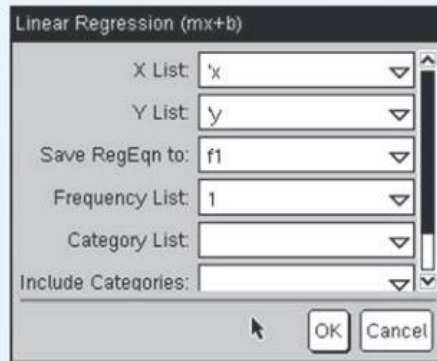 Linear Regression (mx+b)
X List: 'x
Y List: 'y
Save RegEqn to: f1
Frequency List: 1
Category List:
Include Categories:
OK Cancel